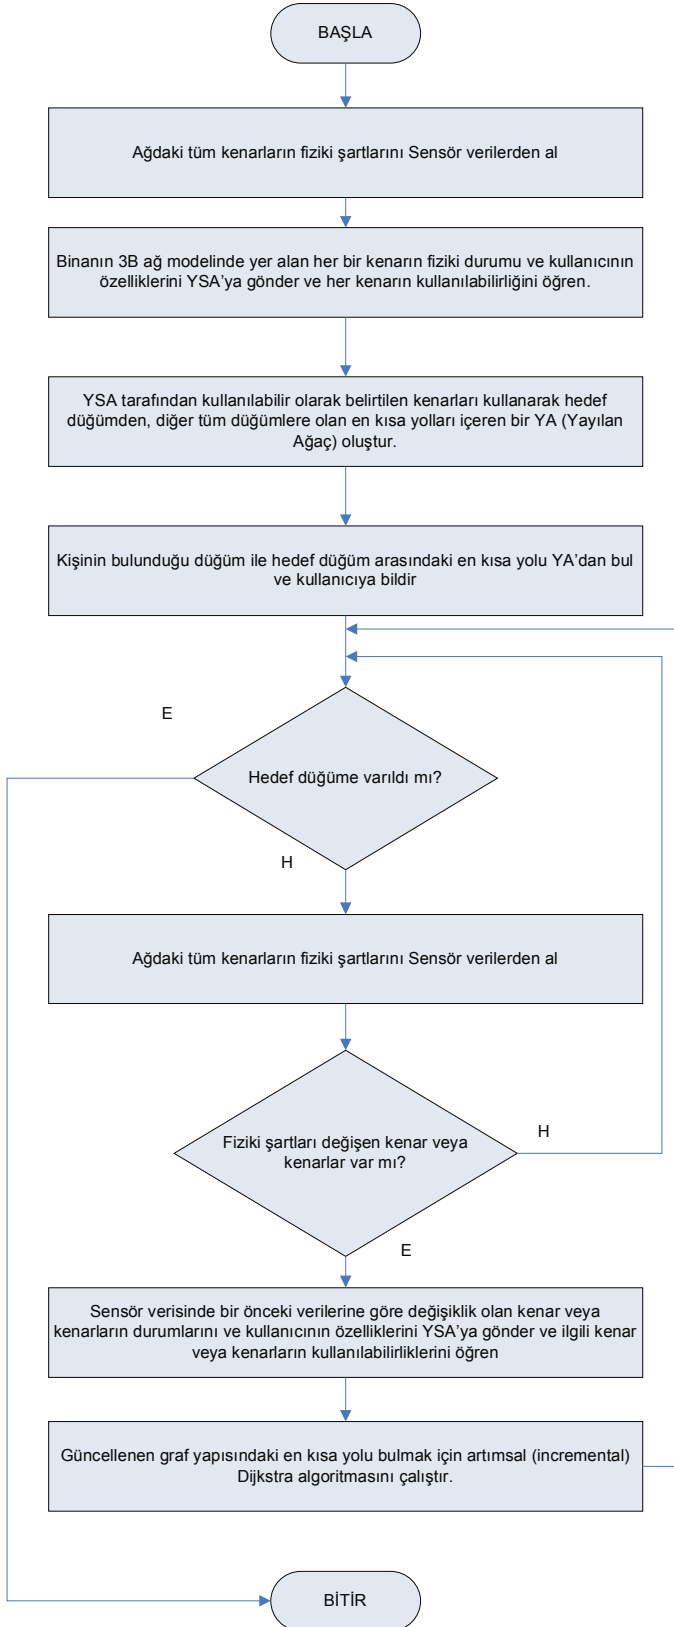 BAŞLA
Ağdaki tüm kenarların fiziki şartlarını Sensör verilerden al
Binanın 3B ağ modelinde yer alan her bir kenarın fiziki durumu ve kullanıcının
özelliklerini YSA’ya gönder ve her kenarın kullanılabilirliğini öğren.
YSA tarafından kullanılabilir olarak belirtilen kenarları kullanarak hedef
düğümden, diğer tüm düğümlere olan en kısa yolları içeren bir YA (Yayılan
Ağaç) oluştur.
Kişinin bulunduğu düğüm ile hedef düğüm arasındaki en kısa yolu YA’dan bul
ve kullanıcıya bildir
E
Hedef düğüme varıldı mı?
H
Ağdaki tüm kenarların fiziki şartlarını Sensör verilerden al
Fiziki şartları değişen kenar veya
kenarlar var mı?
H
E
Sensör verisinde bir önceki verilerine göre değişiklik olan kenar veya
kenarların durumlarını ve kullanıcının özelliklerini YSA’ya gönder ve ilgili kenar
veya kenarların kullanılabilirliklerini öğren
Güncellenen graf yapısındaki en kısa yolu bulmak için artımsal (incremental)
Dijkstra algoritmasını çalıştır.
BİTİR